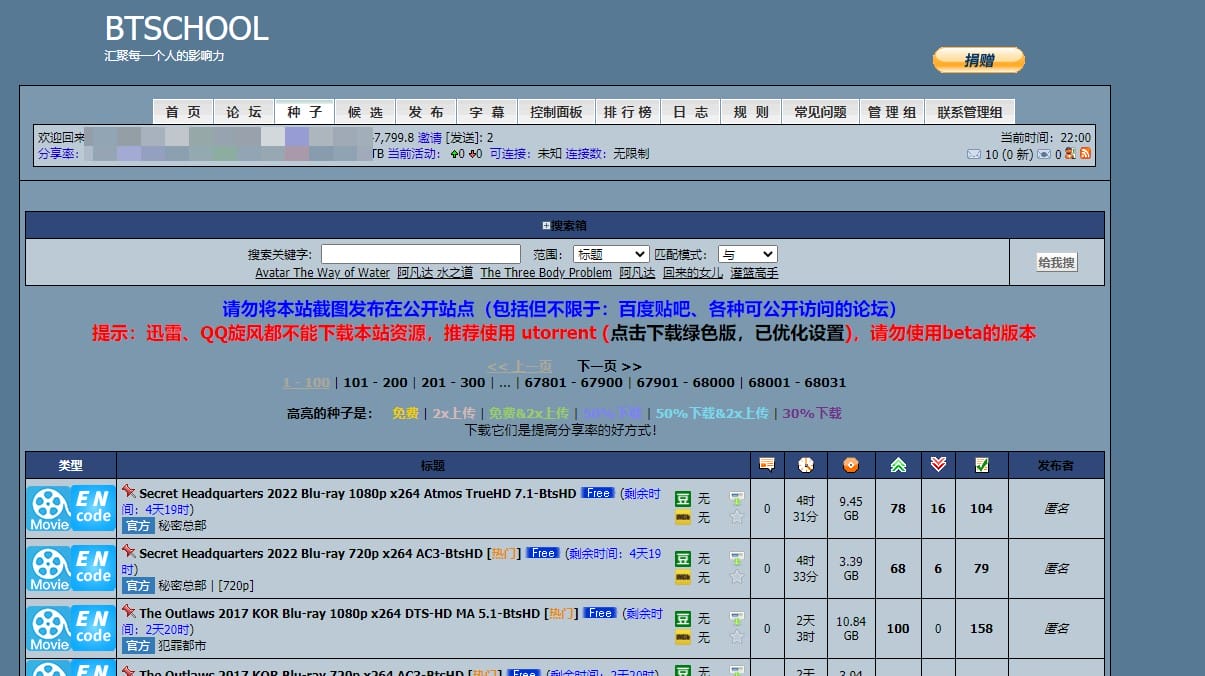 BTSCHOOL
汇聚每一个人的影响力
捐赠
首 页 论 坛 种 子 候 选 发 布 字 幕 控制面板 排 行 榜 日 志 规 则 常见问题 管 理 组 联系管理组
欢迎回来 7,799.8 邀请 [发送]: 2 当前时间：22:00
分享率： TB 当前活动： 0 0 可连接：未知 连接数：无限制 10 (0 新) 0
搜索箱
搜索关键字： 范围： 标题 匹配模式： 与 给我搜
Avatar The Way of Water 阿凡达 水之道 The Three Body Problem 阿凡达 回来的女儿 灌篮高手
请勿将本站截图发布在公开站点（包括但不限于：百度贴吧、各种可公开访问的论坛）
提示：迅雷、QQ旋风都不能下载本站资源，推荐使用 utorrent (点击下载绿色版，已优化设置)，请勿使用beta的版本
<< 上一页 下一页 >>
1 - 100 | 101 - 200 | 201 - 300 | ... | 67801 - 67900 | 67901 - 68000 | 68001 - 68031
高亮的种子是： 免费 | 2x上传 | 免费&2x上传 | 50%下载 | 50%下载&2x上传 | 30%下载
下载它们是提高分享率的好方式！
类型 标题 发布者
Movie EN code Secret Headquarters 2022 Blu-ray 1080p x264 Atmos TrueHD 7.1-BtsHD Free (剩余时间：4天19时)
官方 秘密总部 豆 无 无 0 4时31分 9.45 GB 78 16 104 匿名
Movie EN code Secret Headquarters 2022 Blu-ray 720p x264 AC3-BtsHD [热门] Free (剩余时间：4天19时)
官方 秘密总部 | [720p] 豆 无 无 0 4时33分 3.39 GB 68 6 79 匿名
Movie EN code The Outlaws 2017 KOR Blu-ray 1080p x264 DTS-HD MA 5.1-BtsHD [热门] Free (剩余时间：2天20时)
官方 犯罪都市 豆 无 无 0 2天3时 10.84 GB 100 0 158 匿名
EN The Outlaws 2017 KOR Blu-ray 720p x264 AC3-BtsHD [热门] Free (剩余时间：2天20时) 豆 无 2天 3.94